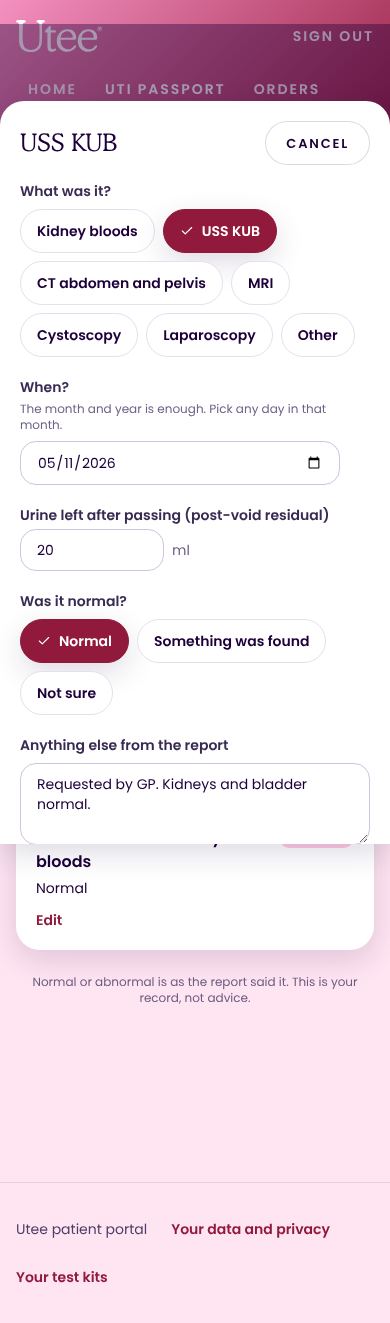 Utee®
SIGN OUT
HOME UTI PASSPORT ORDERS
USS KUB
CANCEL
What was it?
Kidney bloods
USS KUB
CT abdomen and pelvis
MRI
Cystoscopy
Laparoscopy
Other
When?
The month and year is enough. Pick any day in that
month.
05/11/2026
Urine left after passing (post-void residual)
20 ml
Was it normal?
Normal
Something was found
Not sure
Anything else from the report
Requested by GP. Kidneys and bladder
normal.
bloods
Normal
Edit
Normal or abnormal is as the report said it. This is your
record, not advice.
Utee patient portal
Your data and privacy
Your test kits